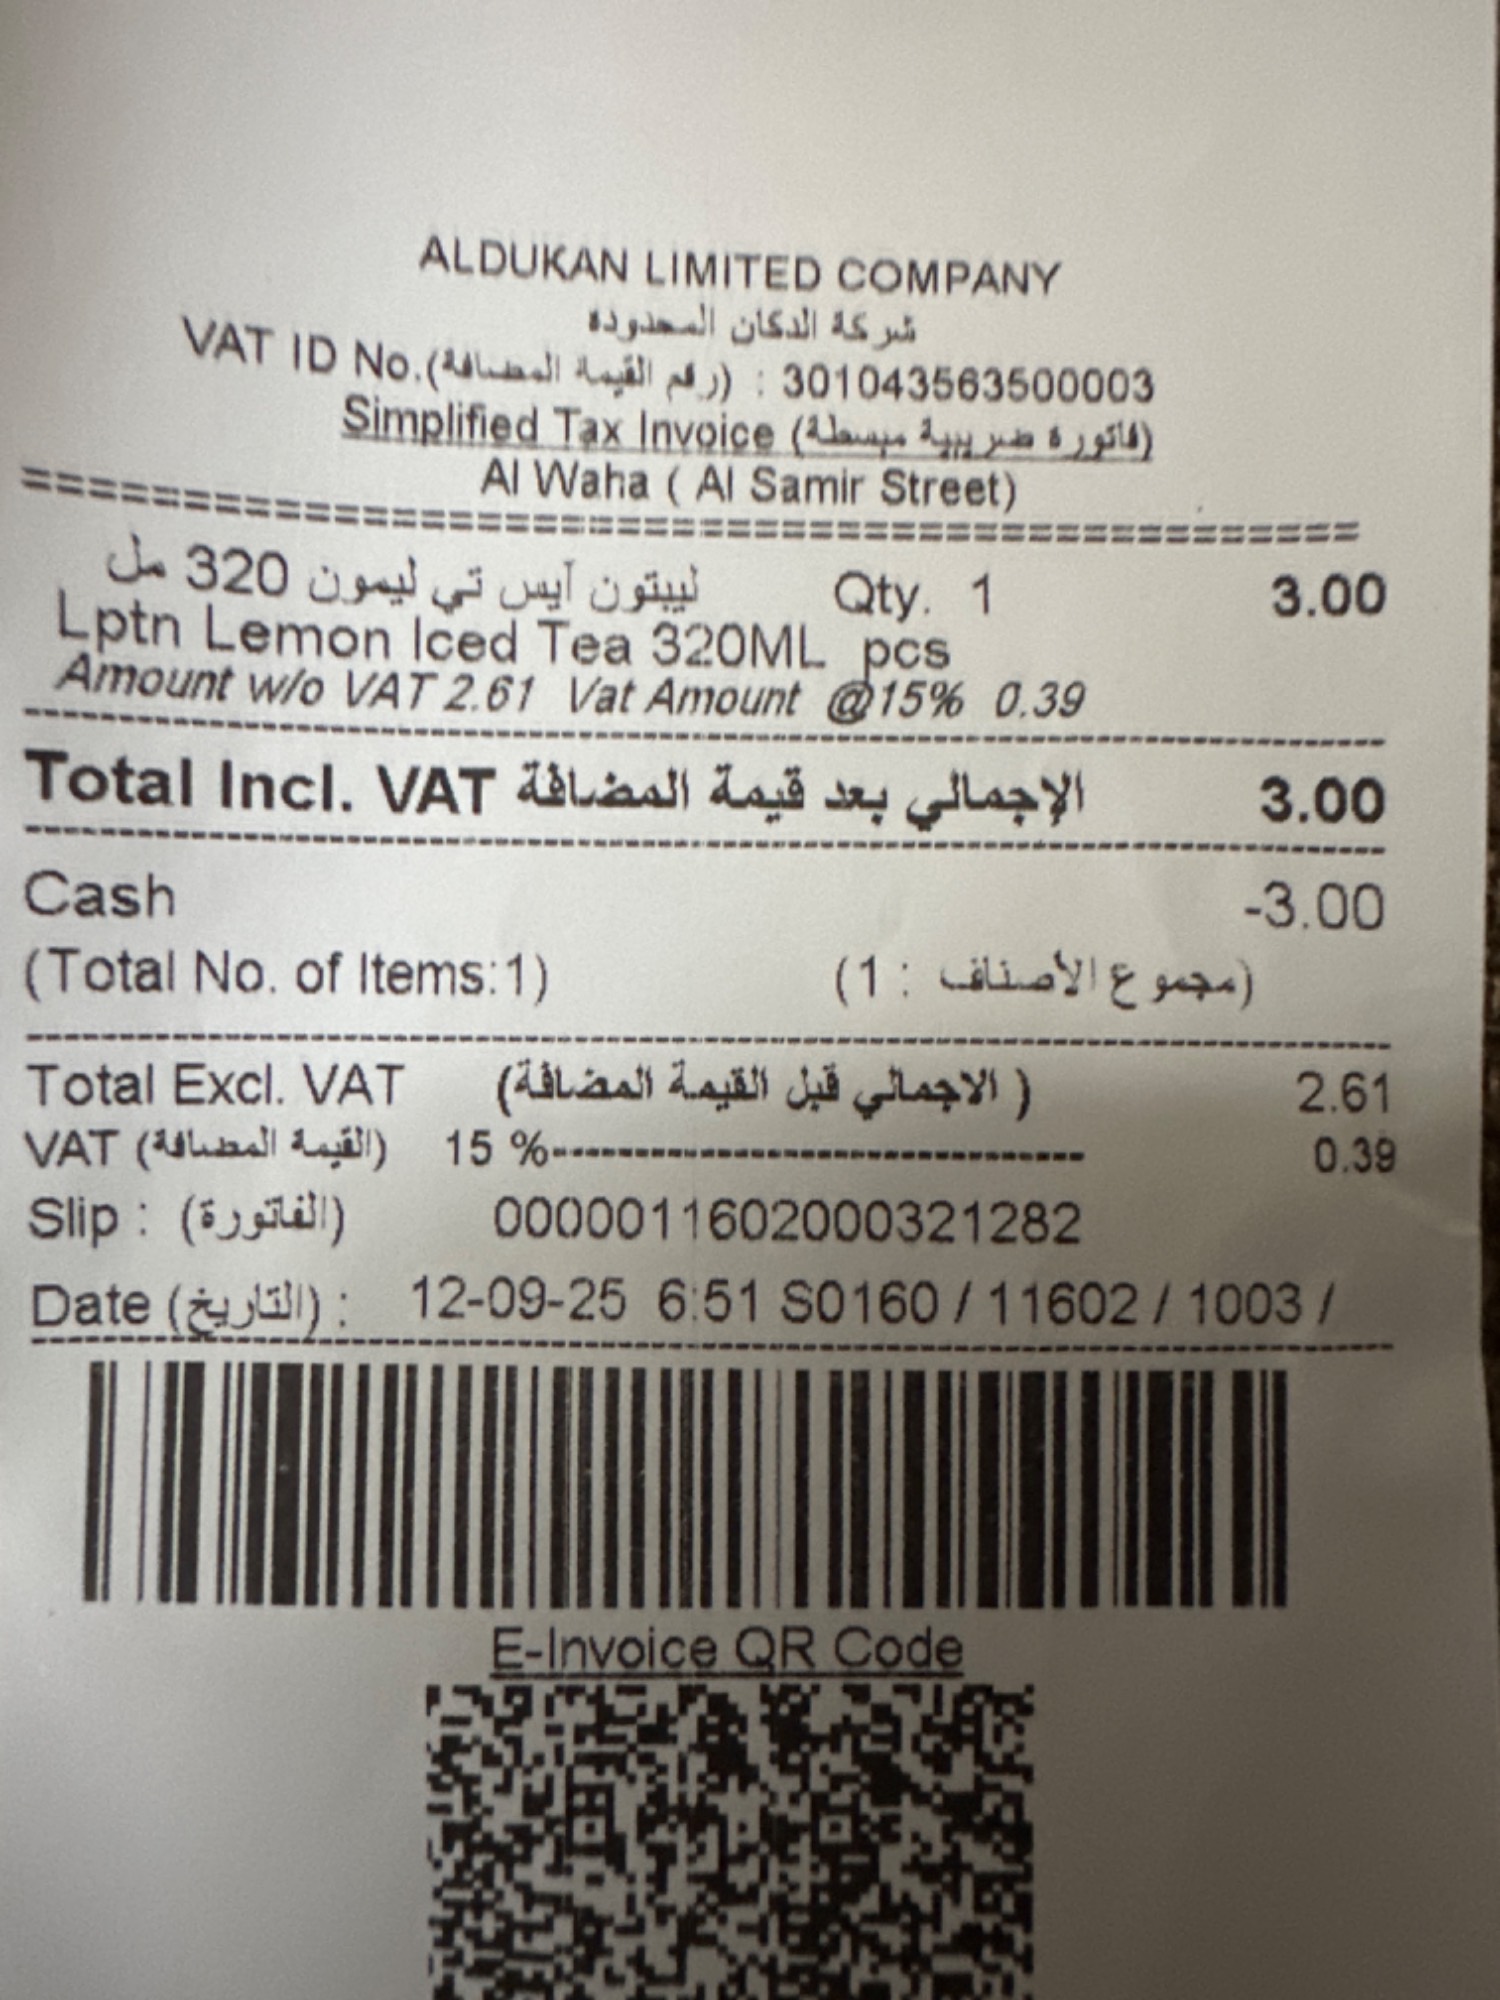 ALDUKAN LIMITED COMPANY
شركة الدكان المحدوده
VAT ID No.(رقم القيمة المضافة) : 301043563500003
Simplified Tax Invoice (فاتورة ضريبية مبسطة)
Al Waha ( Al Samir Street)
===========================================
ليبتون آيس تي ليمون 320 مل Qty. 1 3.00
Lptn Lemon Iced Tea 320ML pcs
Amount w/o VAT 2.61 Vat Amount @15% 0.39
Total Incl. VAT الإجمالي بعد قيمة المضافة 3.00
Cash -3.00
(Total No. of Items:1) (مجموع الأصناف : 1)
Total Excl. VAT (الاجمالي قبل القيمة المضافة ) 2.61
VAT (القيمة المضافة) 15 %------------------------------------ 0.39
Slip : (الفاتورة) 0000011602000321282
Date (التاريخ) : 12-09-25 6:51 S0160 / 11602 / 1003 /
E-Invoice QR Code